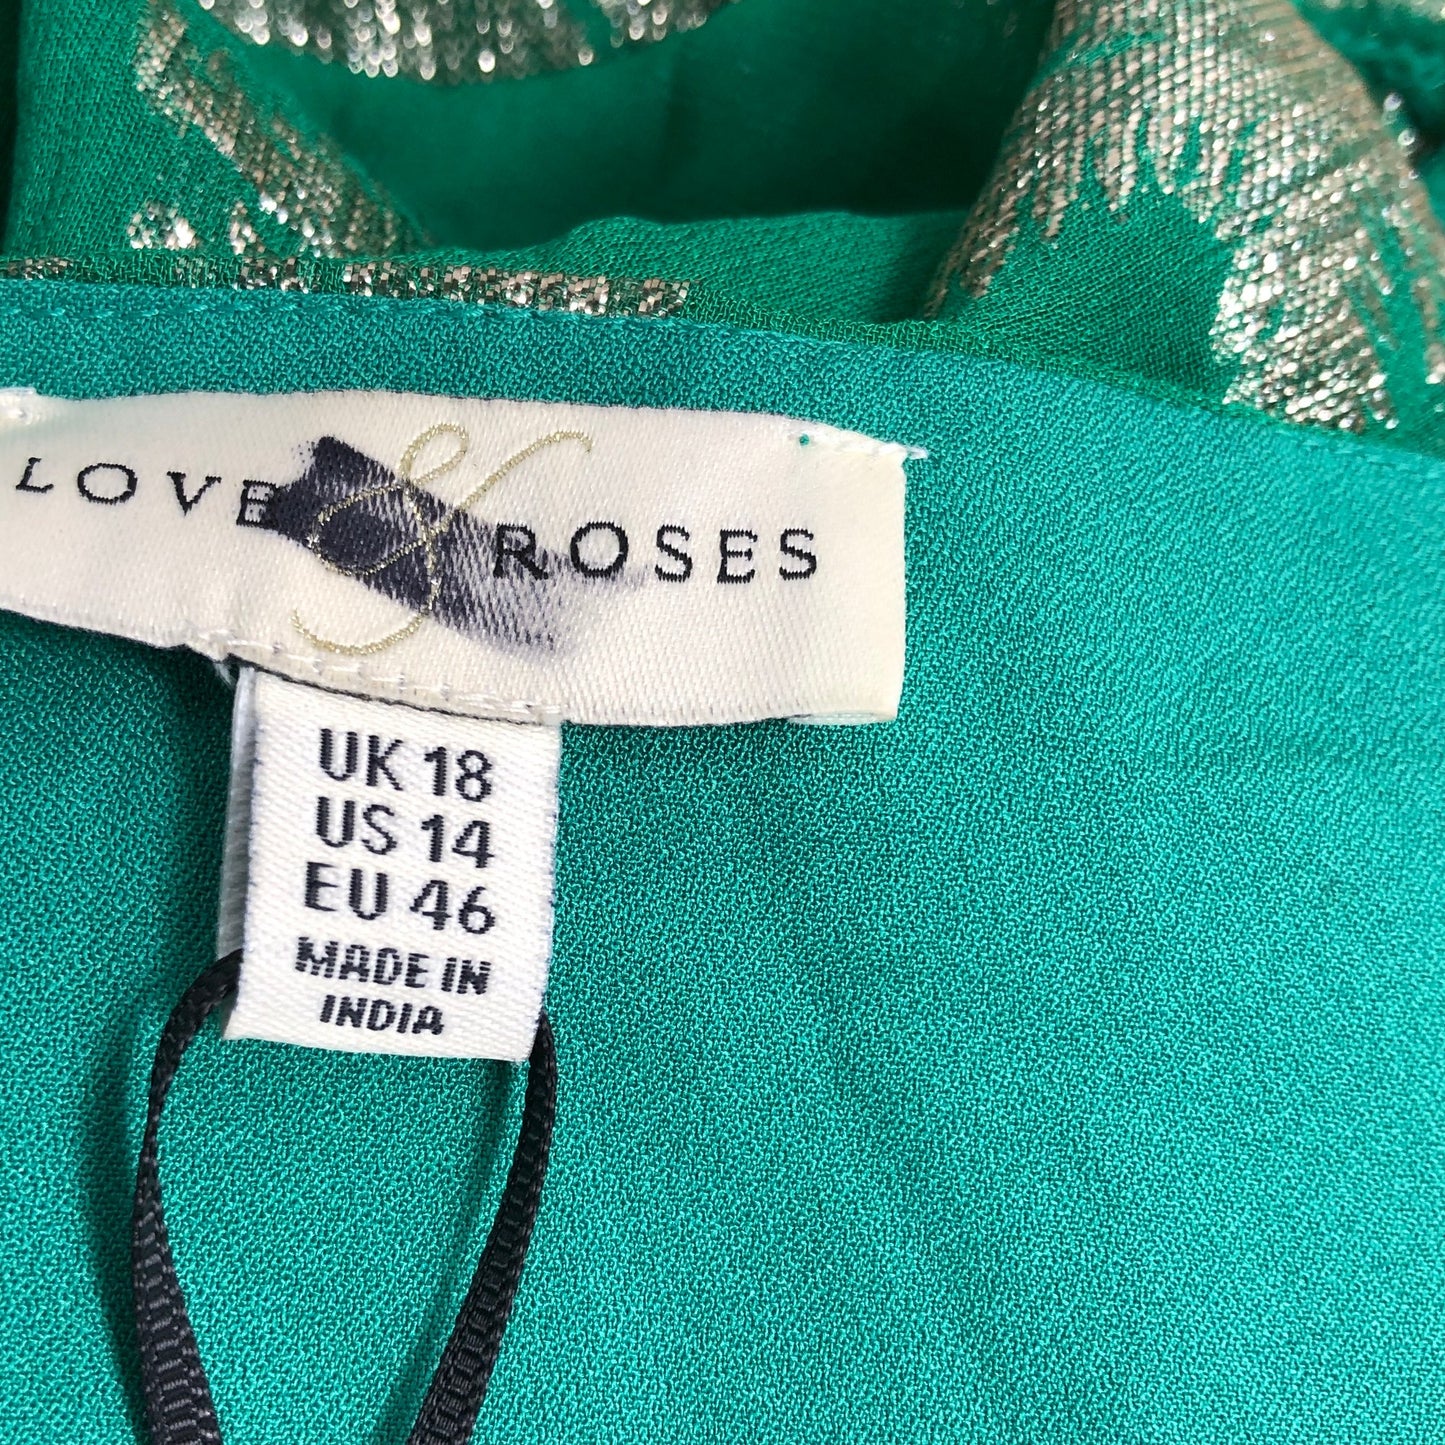 LOVE & ROSES
UK 18
US 14
EU 46
MADE IN
INDIA